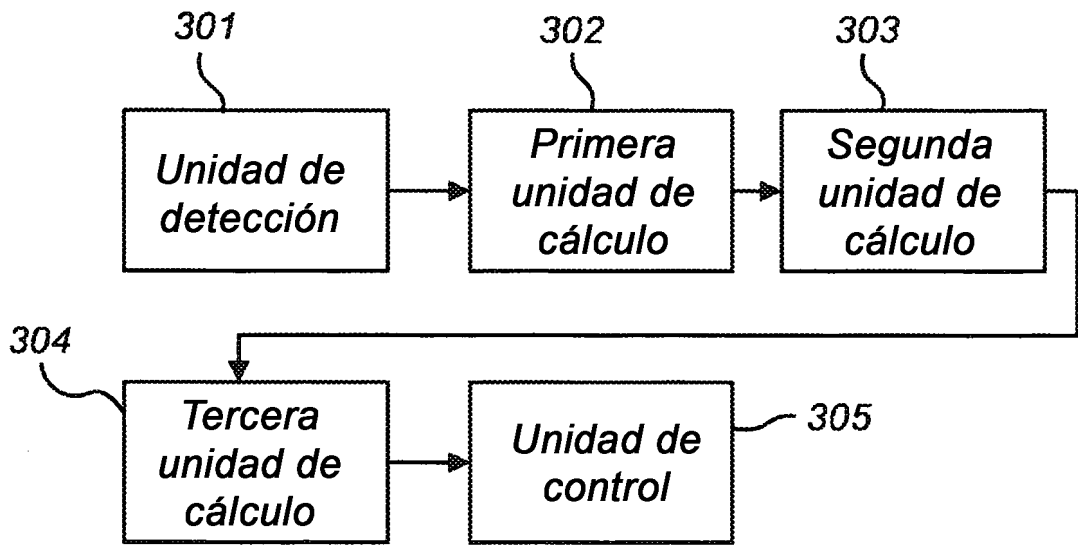 301
302
303
Unidad de
detección
Primera
unidad de
cálculo
Segunda
unidad de
cálculo
304
Tercera
unidad de
cálculo
Unidad de
control
305